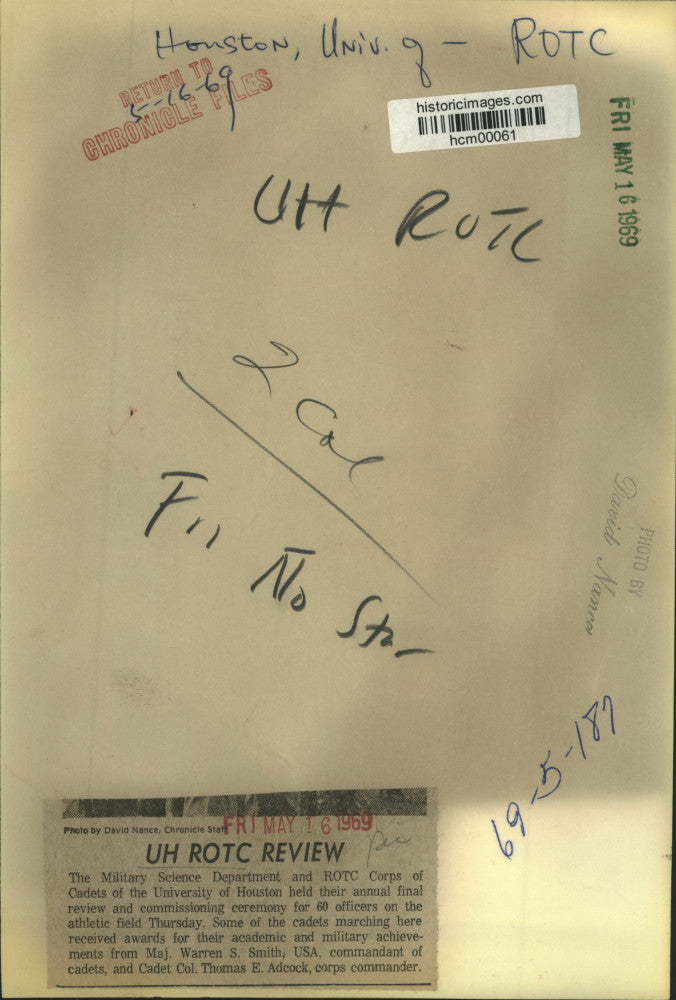 Houston, Univ. of - ROTC
RETURN TO
5-16-69
CHRONICLE FILES
historicimages.com
hcm00061
FRI MAY 16 1969
UH ROTC
2 Col
Fri No Star
PHOTO BY
David Nance
69-5-187
Photo by David Nance, Chronicle Staff
FRI MAY 16 1969
pic
UH ROTC REVIEW
The Military Science Department and ROTC Corps of
Cadets of the University of Houston held their annual final
review and commissioning ceremony for 60 officers on the
athletic field Thursday. Some of the cadets marching here
received awards for their academic and military achieve-
ments from Maj. Warren S. Smith, USA, commandant of
cadets, and Cadet Col. Thomas E. Adcock, corps commander.